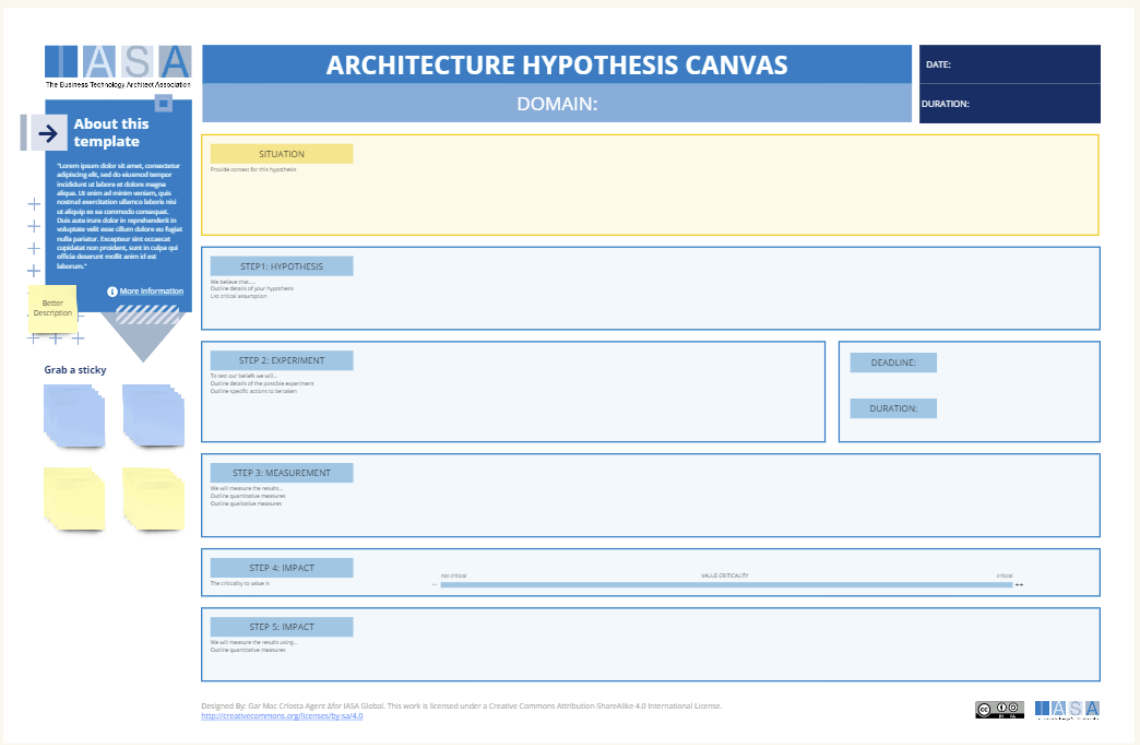 IASA
The Business Technology Architect Association
ARCHITECTURE HYPOTHESIS CANVAS
DOMAIN:
DATE:
DURATION:
About this
template
"Lorem ipsum dolor sit amet, consectetur
adipiscing elit, sed do eiusmod tempor
incididunt ut labore et dolore magna
aliqua. Ut enim ad minim veniam, quis
nostrud exercitation ullamco laboris nisi
ut aliquip ex ea commodo consequat.
Duis aute irure dolor in reprehenderit in
voluptate velit esse cillum dolore eu fugiat
nulla pariatur. Excepteur sint occaecat
cupidatat non proident, sunt in culpa qui
officia deserunt mollit anim id est
laborum."
More Information
Better
Description
Grab a sticky
SITUATION
Provide context for this hypothesis
STEP1: HYPOTHESIS
We believe that....
Outline details of your hypothesis
List critical assumption
STEP 2: EXPERIMENT
To test our beliefs we will...
Outline details of the possible experiment
Outline specific actions to be taken
DEADLINE:
DURATION:
STEP 3: MEASUREMENT
We will measure the results...
Outline quantitative measures
Outline qualitative measures
STEP 4: IMPACT
The criticality to value is
not critical
VALUE CRITICALITY
critical
--
++
STEP 5: IMPACT
We will measure the results using...
Outline quantitative measures
Designed By: Gar Mac Críosta Agent Δfor IASA Global. This work is licensed under a Creative Commons Attribution-ShareAlike 4.0 International License.
http://creativecommons.org/licenses/by-sa/4.0
cc
BY SA
IASA